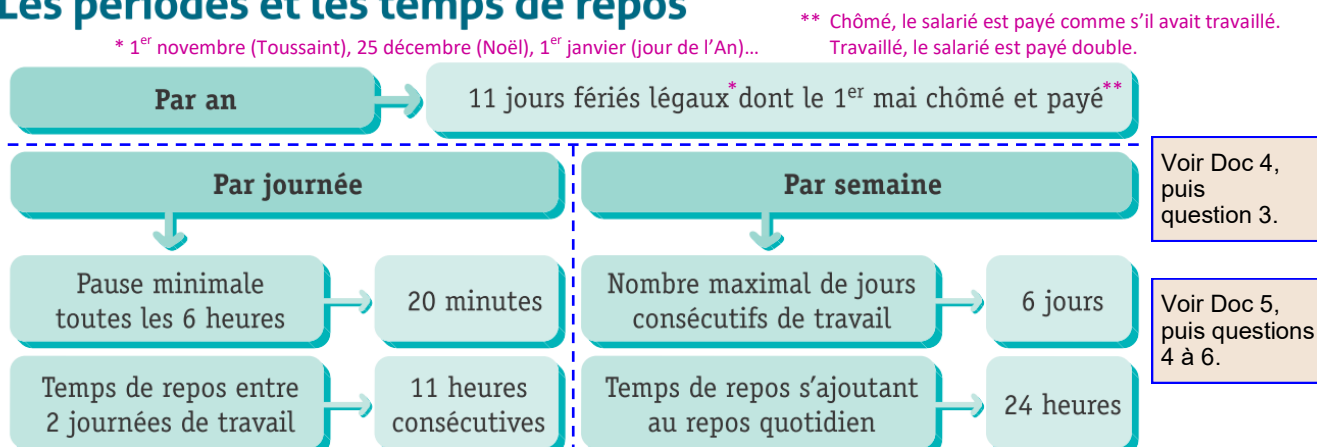 Les périodes et les temps de repos
** Chômé, le salarié est payé comme s'il avait travaillé.
Travaillé, le salarié est payé double.
* 1er novembre (Toussaint), 25 décembre (Noël), 1er janvier (jour de l'An)…
Par an
11 jours fériés légaux* dont le 1er mai chômé et payé**
Par journée
Par semaine
Voir Doc 4,
puis
question 3.
Pause minimale
toutes les 6 heures
20 minutes
Nombre maximal de jours
consécutifs de travail
6 jours
Voir Doc 5,
puis questions
4 à 6.
Temps de repos entre
2 journées de travail
11 heures
consécutives
Temps de repos s'ajoutant
au repos quotidien
24 heures